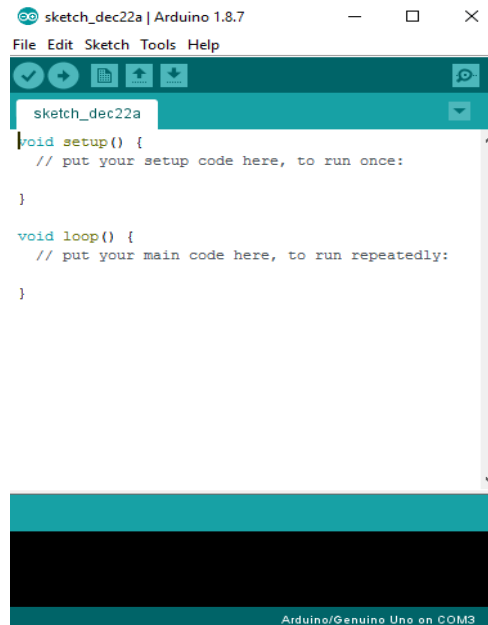 sketch_dec22a | Arduino 1.8.7
File Edit Sketch Tools Help
sketch_dec22a
void setup() {
  // put your setup code here, to run once:
}
void loop() {
  // put your main code here, to run repeatedly:
}
Arduino/Genuino Uno on COM3